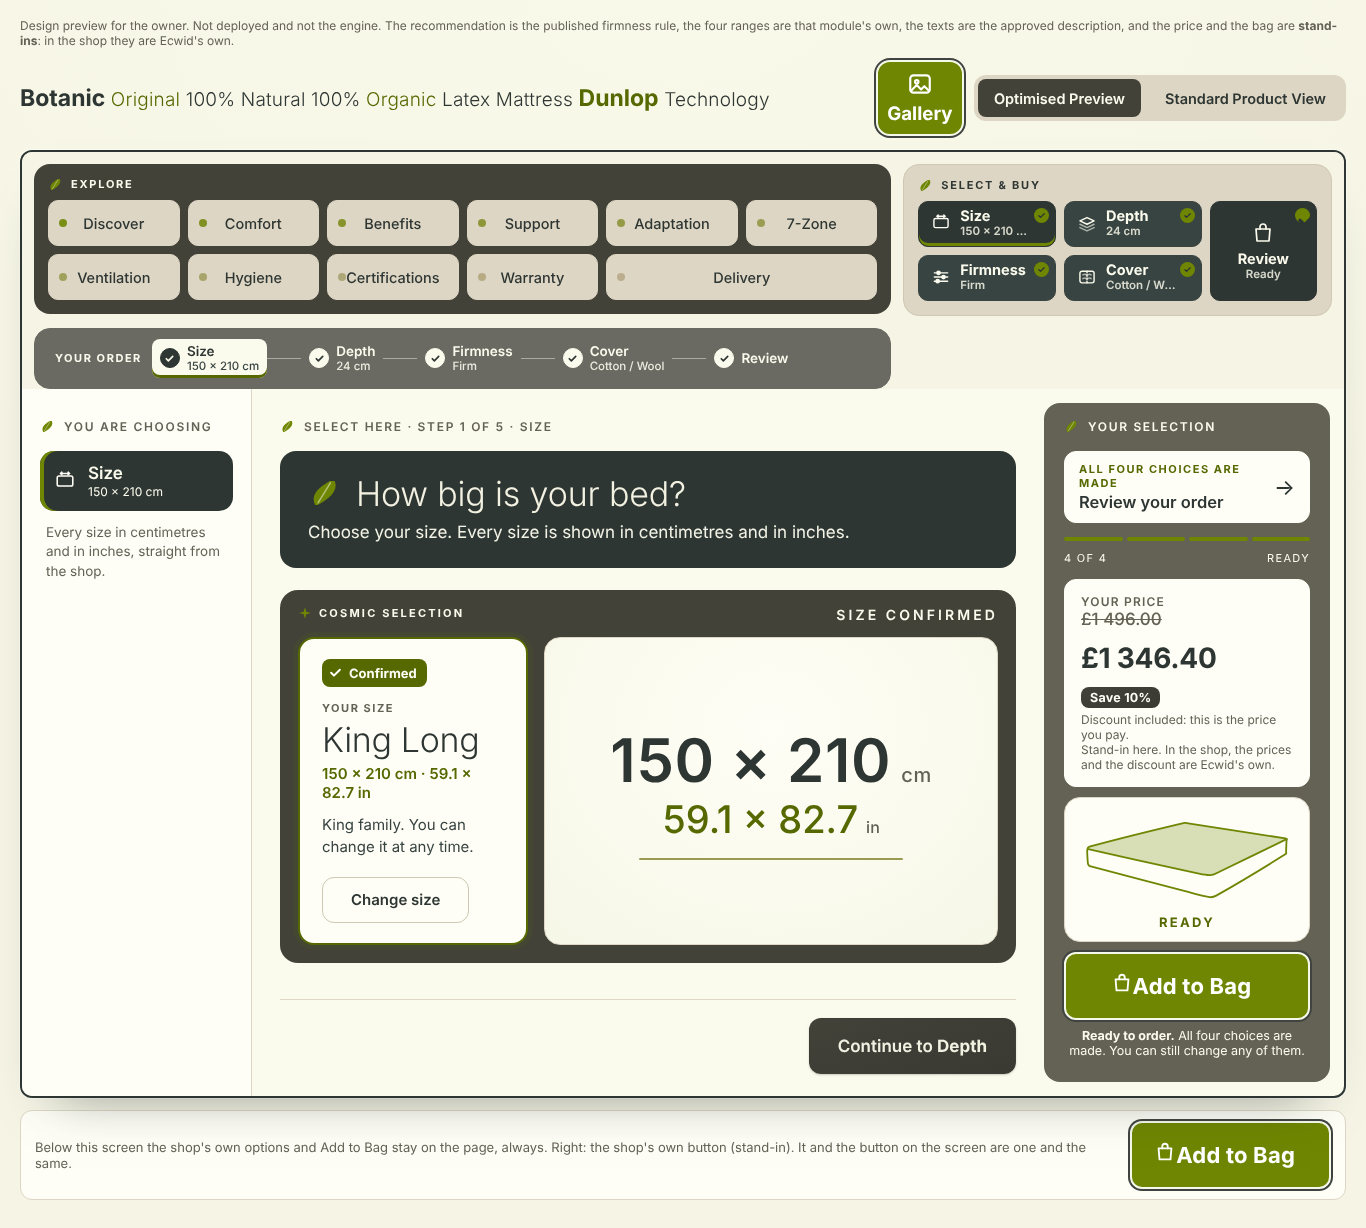 Design preview for the owner. Not deployed and not the engine. The recommendation is the published firmness rule, the four ranges are that module's own, the texts are the approved description, and the price and the bag are stand-
ins: in the shop they are Ecwid's own.
Botanic Original 100% Natural 100% Organic Latex Mattress Dunlop Technology
Gallery
Optimised Preview
Standard Product View
EXPLORE
Discover
Comfort
Benefits
Support
Adaptation
7-Zone
Ventilation
Hygiene
Certifications
Warranty
Delivery
SELECT & BUY
Size
150 × 210 ...
Depth
24 cm
Firmness
Firm
Cover
Cotton / W...
Review
Ready
YOUR ORDER
Size
150 × 210 cm
Depth
24 cm
Firmness
Firm
Cover
Cotton / Wool
Review
YOU ARE CHOOSING
Size
150 × 210 cm
Every size in centimetres
and in inches, straight from
the shop.
SELECT HERE · STEP 1 OF 5 · SIZE
How big is your bed?
Choose your size. Every size is shown in centimetres and in inches.
COSMIC SELECTION
SIZE CONFIRMED
Confirmed
YOUR SIZE
King Long
150 × 210 cm · 59.1 ×
82.7 in
King family. You can
change it at any time.
Change size
150 × 210 cm
59.1 × 82.7 in
Continue to Depth
YOUR SELECTION
ALL FOUR CHOICES ARE
MADE
Review your order
4 OF 4
READY
YOUR PRICE
£1 496.00
£1 346.40
Save 10%
Discount included: this is the price
you pay.
Stand-in here. In the shop, the prices
and the discount are Ecwid's own.
READY
Add to Bag
Ready to order. All four choices are
made. You can still change any of them.
Below this screen the shop's own options and Add to Bag stay on the page, always. Right: the shop's own button (stand-in). It and the button on the screen are one and the
same.
Add to Bag